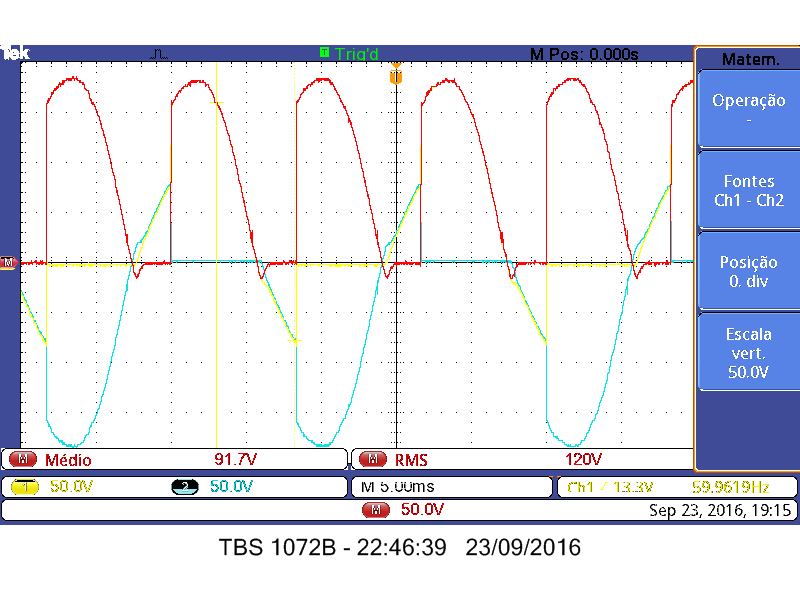 Tek T Trig'd M Pos: 0.000s
Matem.
Operação
-
Fontes
Ch1 - Ch2
Posição
0. div
Escala
vert.
50.0V
M
M Médio 91.7V M RMS 120V
1 50.0V 2 50.0V M 5.00ms Ch1 / 13.3V 59.9619Hz
M 50.0V Sep 23, 2016, 19:15
TBS 1072B - 22:46:39 23/09/2016